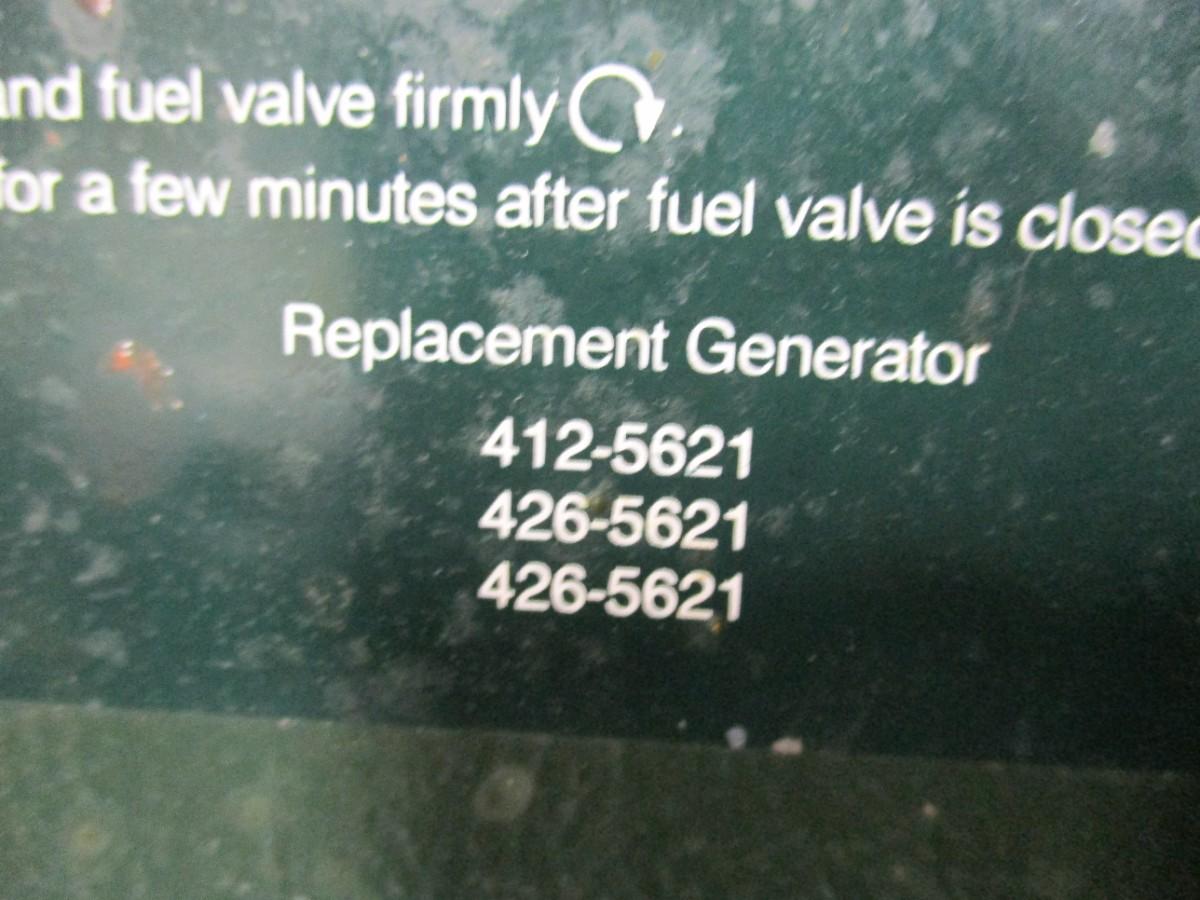 and fuel valve firmly.
for a few minutes after fuel valve is closed
Replacement Generator
412-5621
426-5621
426-5621